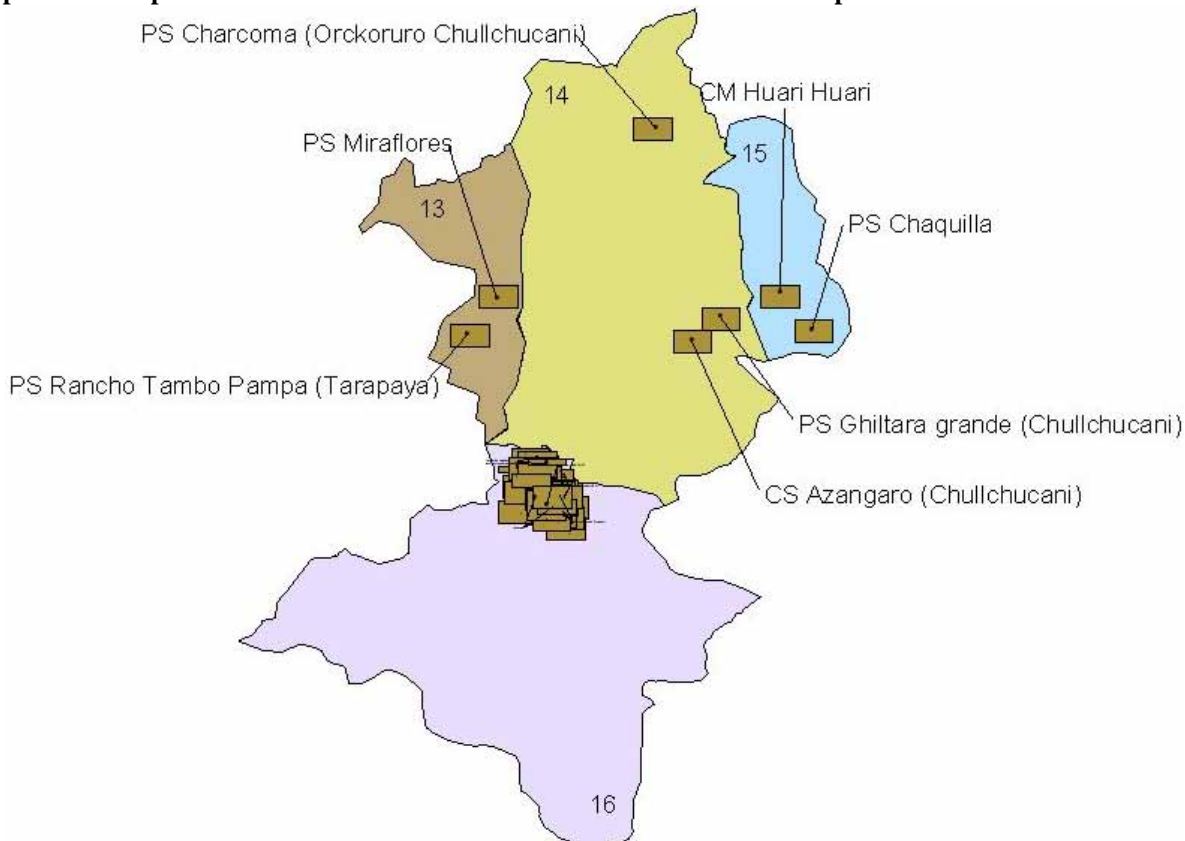 PS Charcoma (Orckoruro Chullchucani)
14
CM Huari Huari
PS Miraflores
15
13
PS Chaquilla
PS Rancho Tambo Pampa (Tarapaya)
PS Ghiltara grande (Chullchucani)
CS Azangaro (Chullchucani)
16